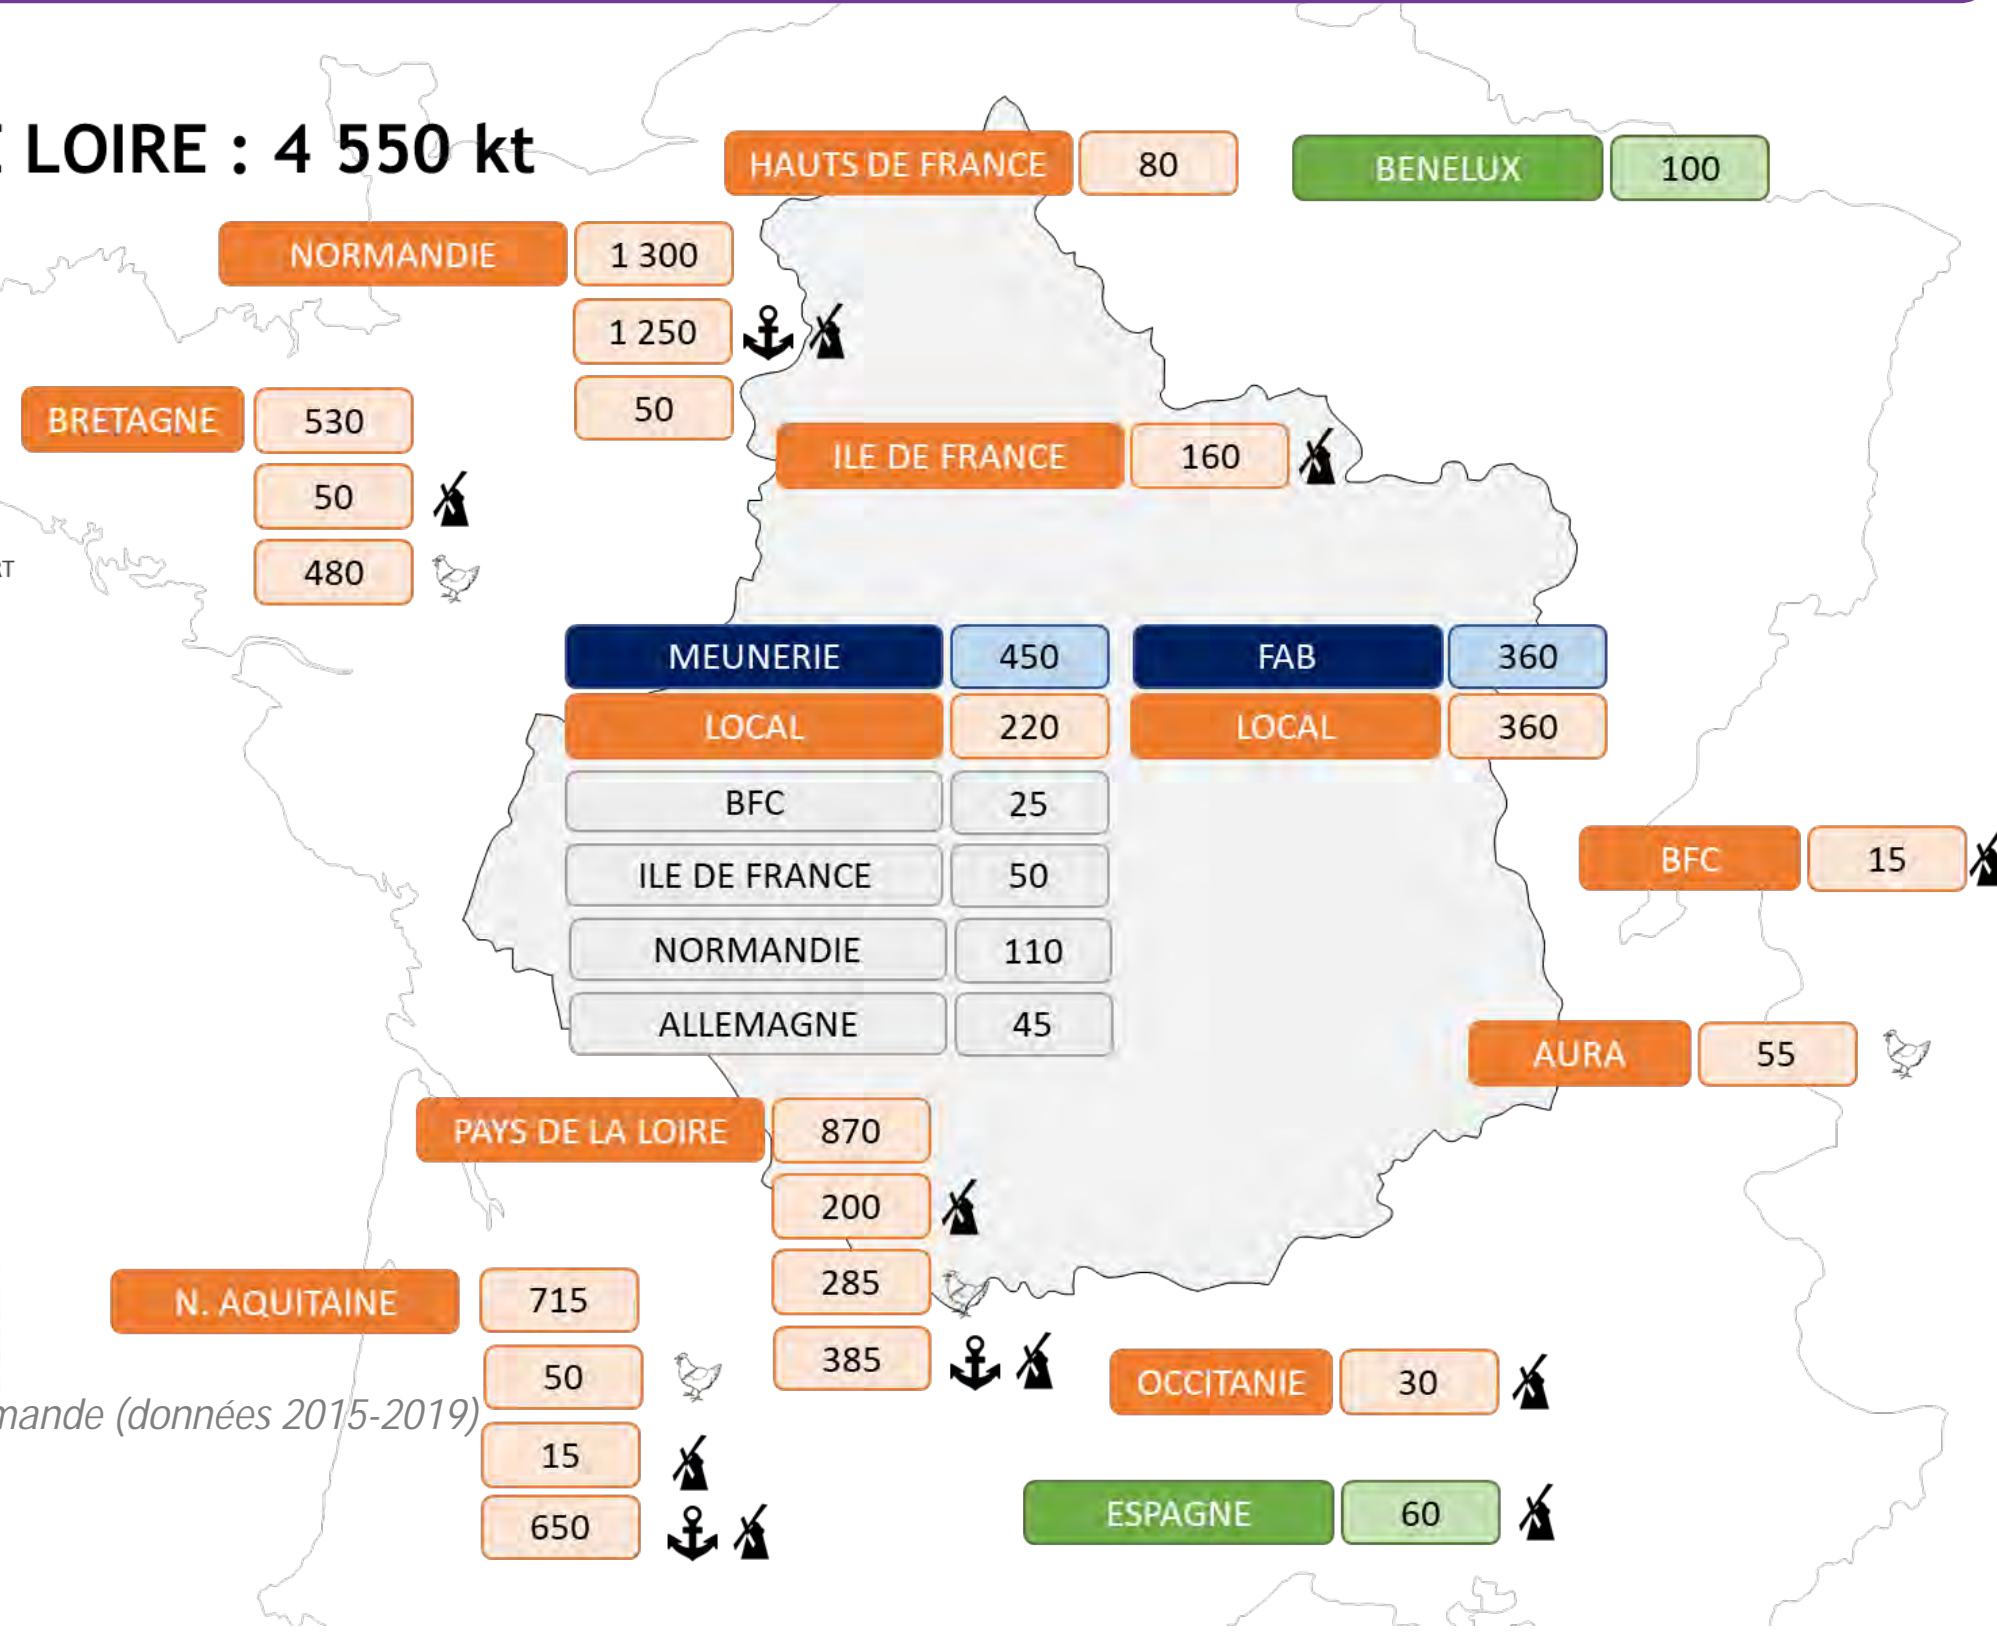 E LOIRE : 4 550 kt
HAUTS DE FRANCE 80
BENELUX 100
NORMANDIE 1 300
1 250
50
BRETAGNE 530
50
480
ILE DE FRANCE 160
RT
MEUNERIE 450 FAB 360
LOCAL 220 LOCAL 360
BFC 25
ILE DE FRANCE 50
NORMANDIE 110
ALLEMAGNE 45
BFC 15
AURA 55
PAYS DE LA LOIRE 870
200
285
385
N. AQUITAINE 715
50
15
650
mande (données 2015-2019)
OCCITANIE 30
ESPAGNE 60